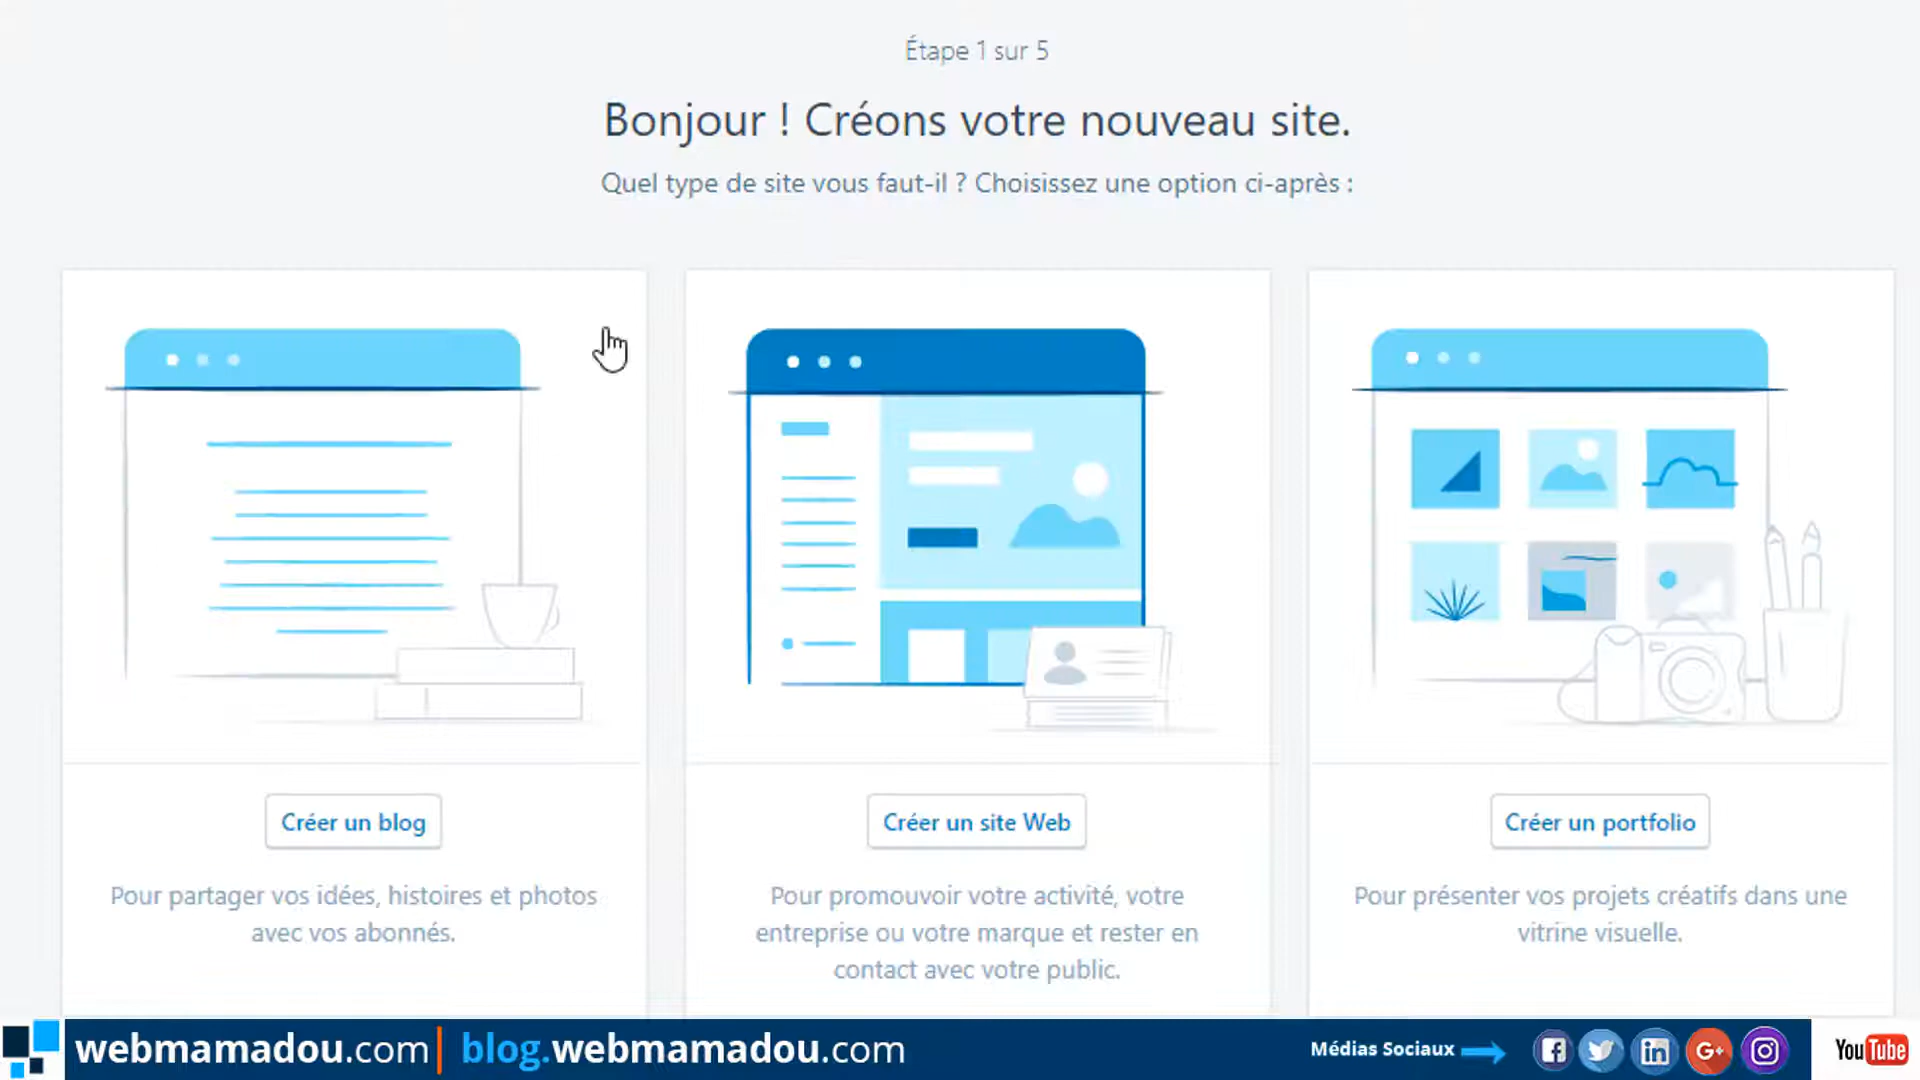 Étape 1 sur 5
Bonjour ! Créons votre nouveau site.
Quel type de site vous faut-il ? Choisissez une option ci-après :
Créer un blog
Pour partager vos idées, histoires et photos
avec vos abonnés.
Créer un site Web
Pour promouvoir votre activité, votre
entreprise ou votre marque et rester en
contact avec votre public.
Créer un portfolio
Pour présenter vos projets créatifs dans une
vitrine visuelle.
webmamadou.com | blog.webmamadou.com
Médias Sociaux
f
in
G+
YouTube